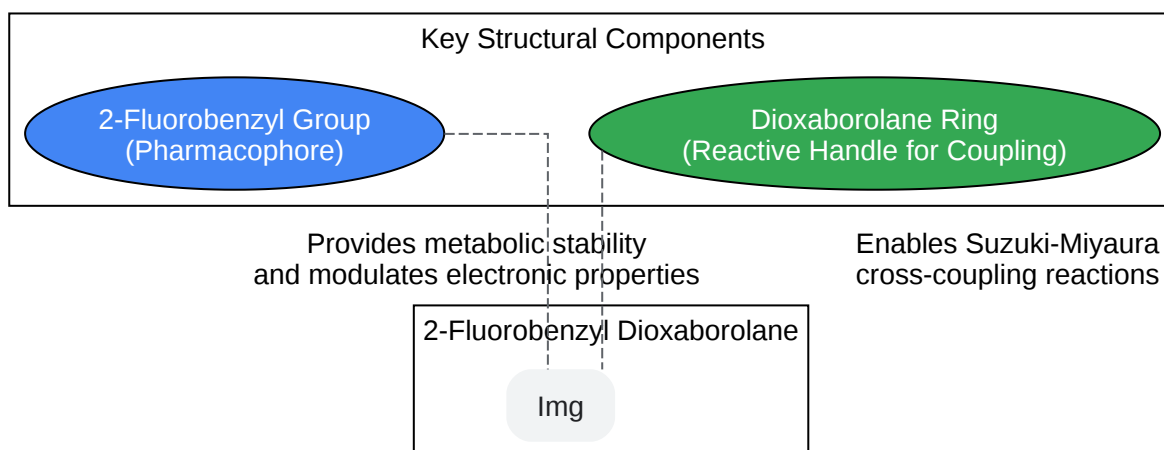 Key Structural Components
2-Fluorobenzyl Group
(Pharmacophore)
Dioxaborolane Ring
(Reactive Handle for Coupling)
Provides metabolic stability
and modulates electronic properties
Enables Suzuki-Miyaura
cross-coupling reactions
2-Fluorobenzyl Dioxaborolane
Img